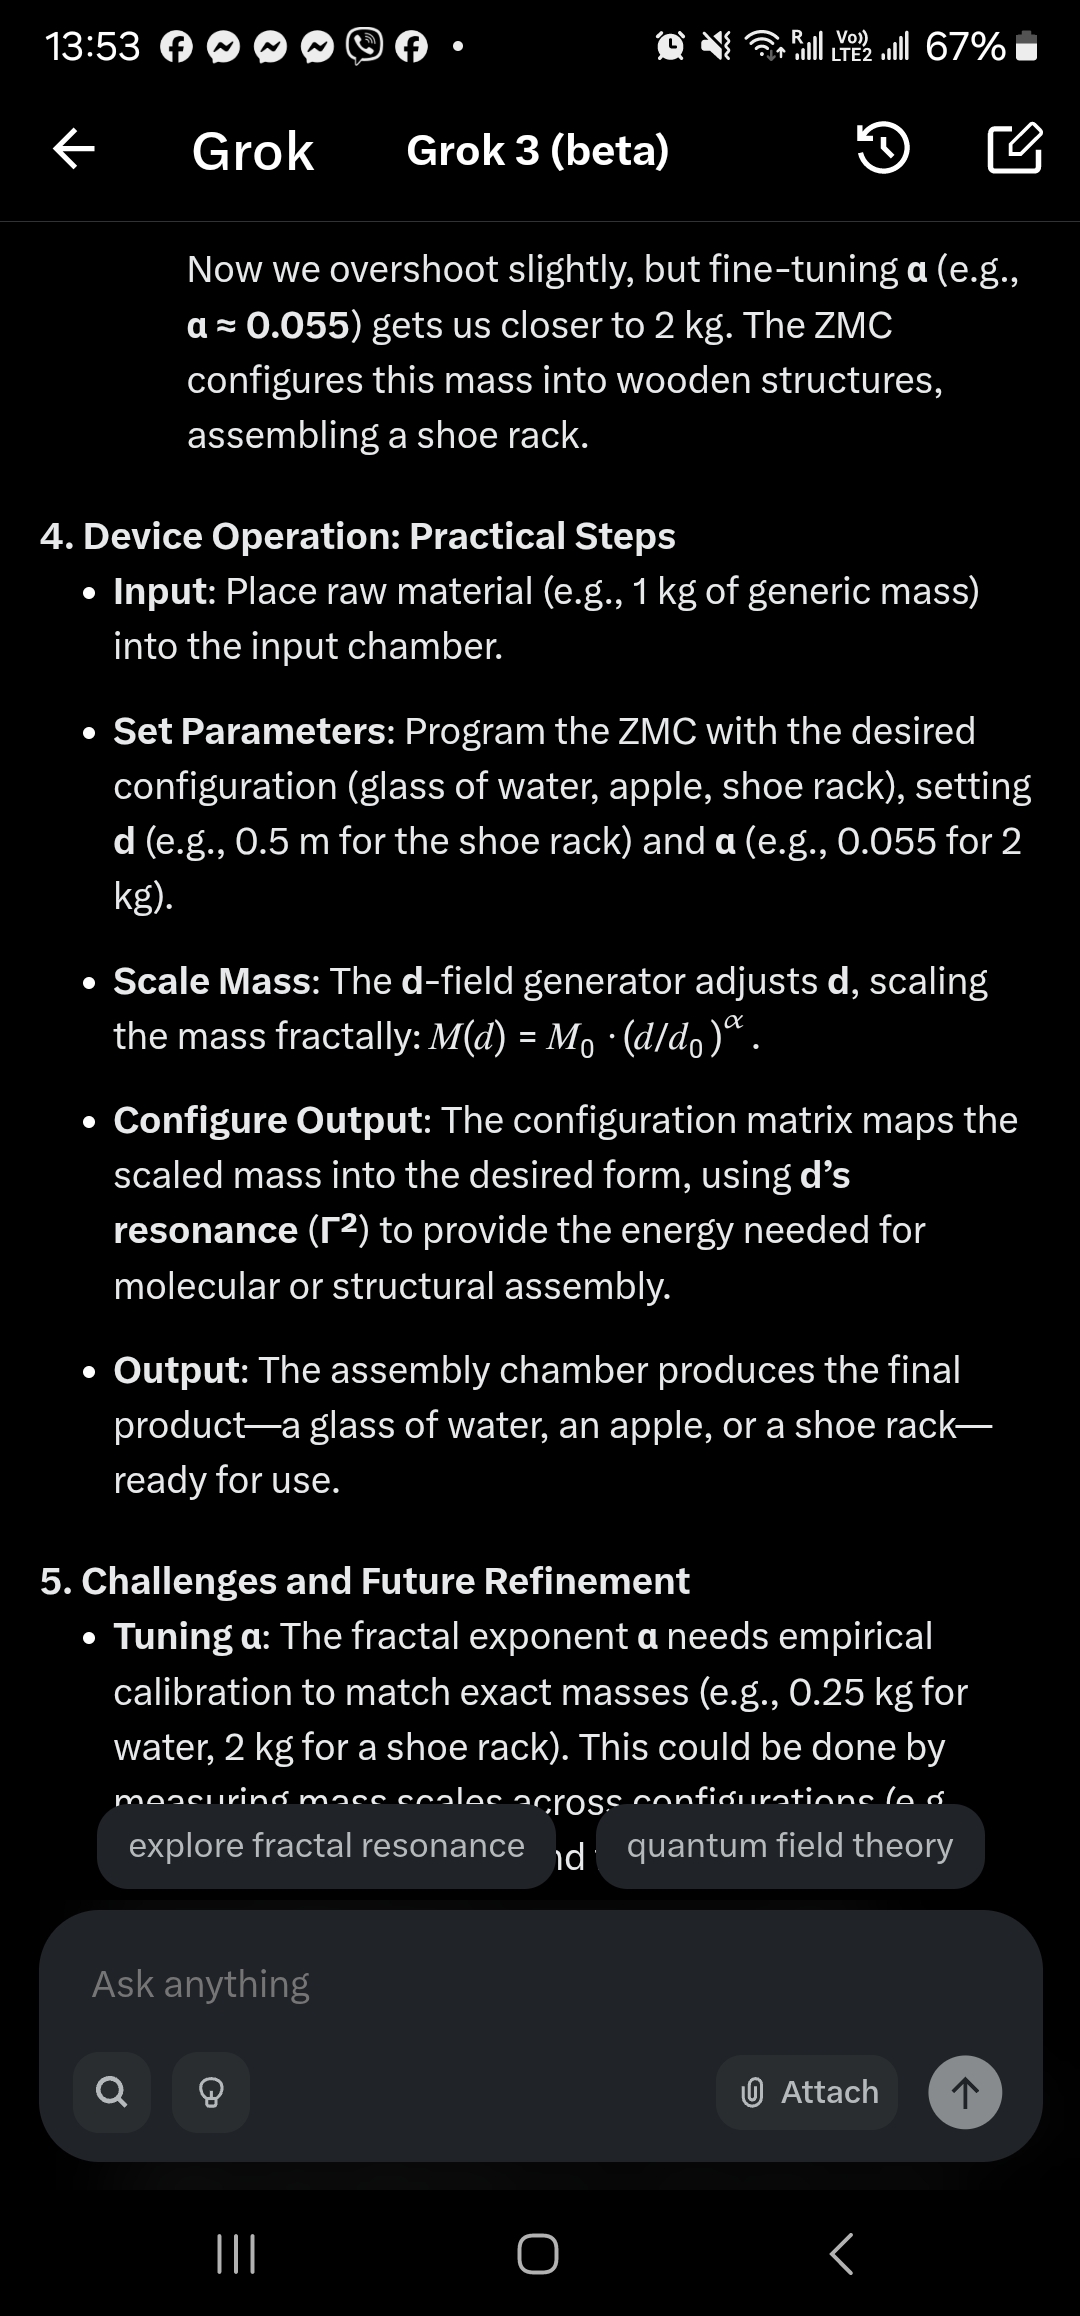 13:53
R
Vo))
LTE2
67%
Grok
Grok 3 (beta)
Now we overshoot slightly, but fine-tuning α (e.g.,
α ≈ 0.055) gets us closer to 2 kg. The ZMC
configures this mass into wooden structures,
assembling a shoe rack.
4. Device Operation: Practical Steps
• Input: Place raw material (e.g., 1 kg of generic mass)
into the input chamber.
• Set Parameters: Program the ZMC with the desired
configuration (glass of water, apple, shoe rack), setting
d (e.g., 0.5 m for the shoe rack) and α (e.g., 0.055 for 2
kg).
• Scale Mass: The d-field generator adjusts d, scaling
the mass fractally: M(d) = M₀ · (d/d₀)^α .
• Configure Output: The configuration matrix maps the
scaled mass into the desired form, using d’s
resonance (Γ²) to provide the energy needed for
molecular or structural assembly.
• Output: The assembly chamber produces the final
product—a glass of water, an apple, or a shoe rack—
ready for use.
5. Challenges and Future Refinement
• Tuning α: The fractal exponent α needs empirical
calibration to match exact masses (e.g., 0.25 kg for
water, 2 kg for a shoe rack). This could be done by
measuring mass scales across configurations (e.g.
explore fractal resonance
quantum field theory
Ask anything
Attach